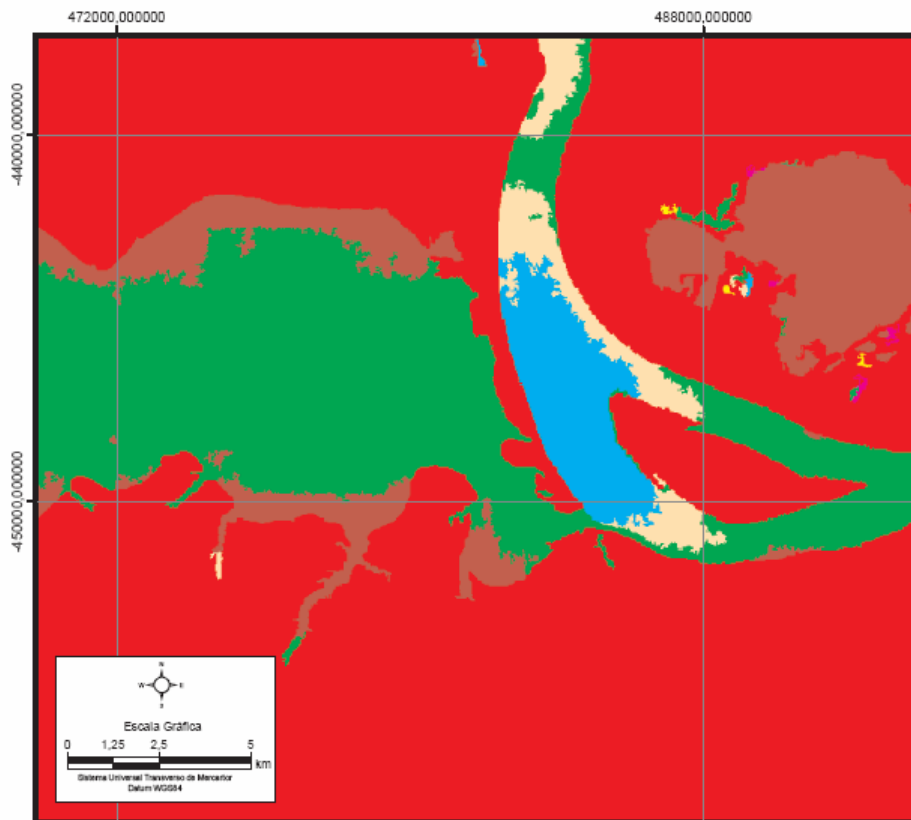 472000,000000 488000,000000
-440000,000000
-450000,000000
N
W E
S
Escala Gráfica
0 1,25 2,5 5
km
Sistema Universal Transverso de Mercartor
Datum WGS84